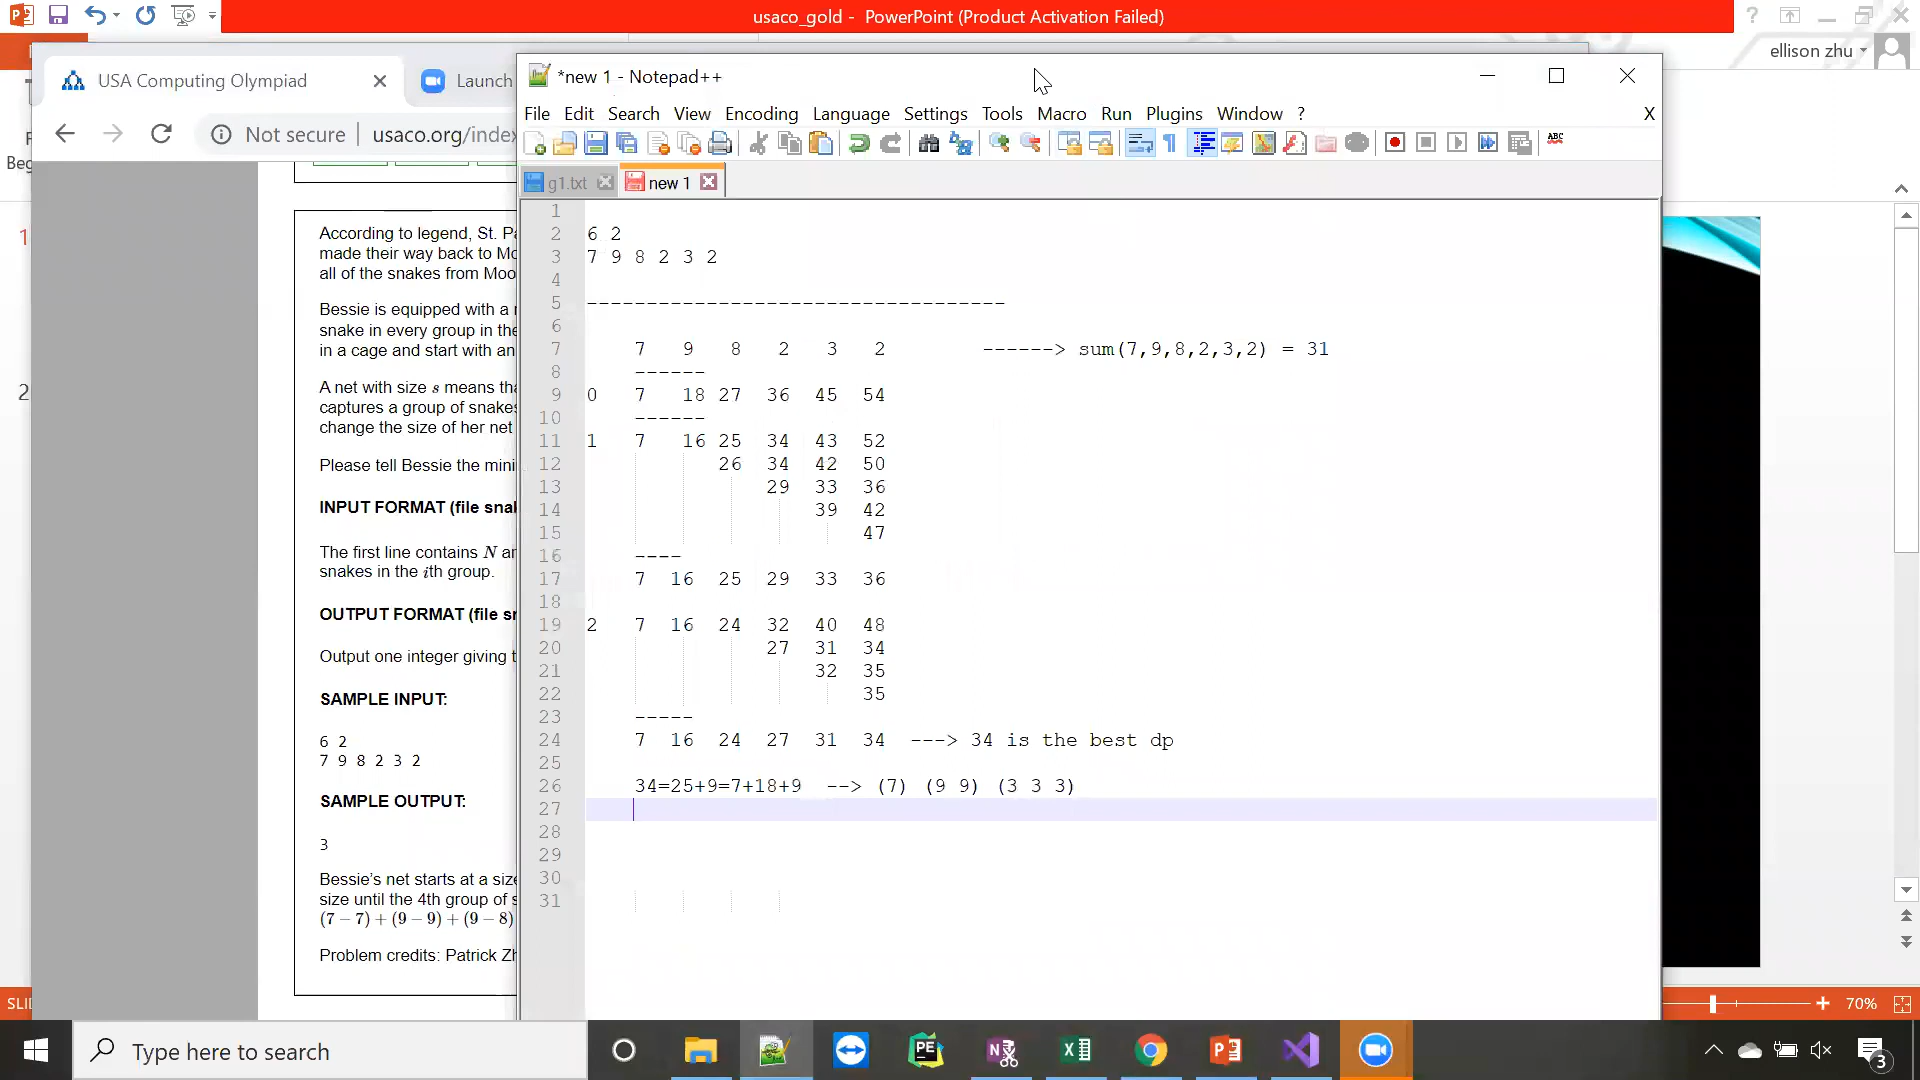 usaco_gold - PowerPoint (Product Activation Failed)
?
ellison zhu
USA Computing Olympiad
Launch
Not secure | usaco.org/index
Beg
1
2
According to legend, St. Pa
made their way back to Mo
all of the snakes from Moo
Bessie is equipped with a
snake in every group in the
in a cage and start with an
A net with size s means tha
captures a group of snakes
change the size of her net
Please tell Bessie the mini
INPUT FORMAT (file snal
The first line contains N an
snakes in the ith group.
OUTPUT FORMAT (file sn
Output one integer giving t
SAMPLE INPUT:
6 2
7 9 8 2 3 2
SAMPLE OUTPUT:
3
Bessie's net starts at a size
size until the 4th group of s
(7 − 7) + (9 − 9) + (9 − 8)
Problem credits: Patrick Zh
*new 1 - Notepad++
File Edit Search View Encoding Language Settings Tools Macro Run Plugins Window ? X
ABC
g1.txt new 1
1
2 6 2
3 7 9 8 2 3 2
4
5 -----------------------------------
6
7 7 9 8 2 3 2 ------> sum(7,9,8,2,3,2) = 31
8 ------
9 0 7 18 27 36 45 54
10 ------
11 1 7 16 25 34 43 52
12 26 34 42 50
13 29 33 36
14 39 42
15 47
16 ----
17 7 16 25 29 33 36
18
19 2 7 16 24 32 40 48
20 27 31 34
21 32 35
22 35
23 -----
24 7 16 24 27 31 34 ---> 34 is the best dp
25
26 34=25+9=7+18+9 --> (7) (9 9) (3 3 3)
27
28
29
30
31
SLID
70%
Type here to search
3